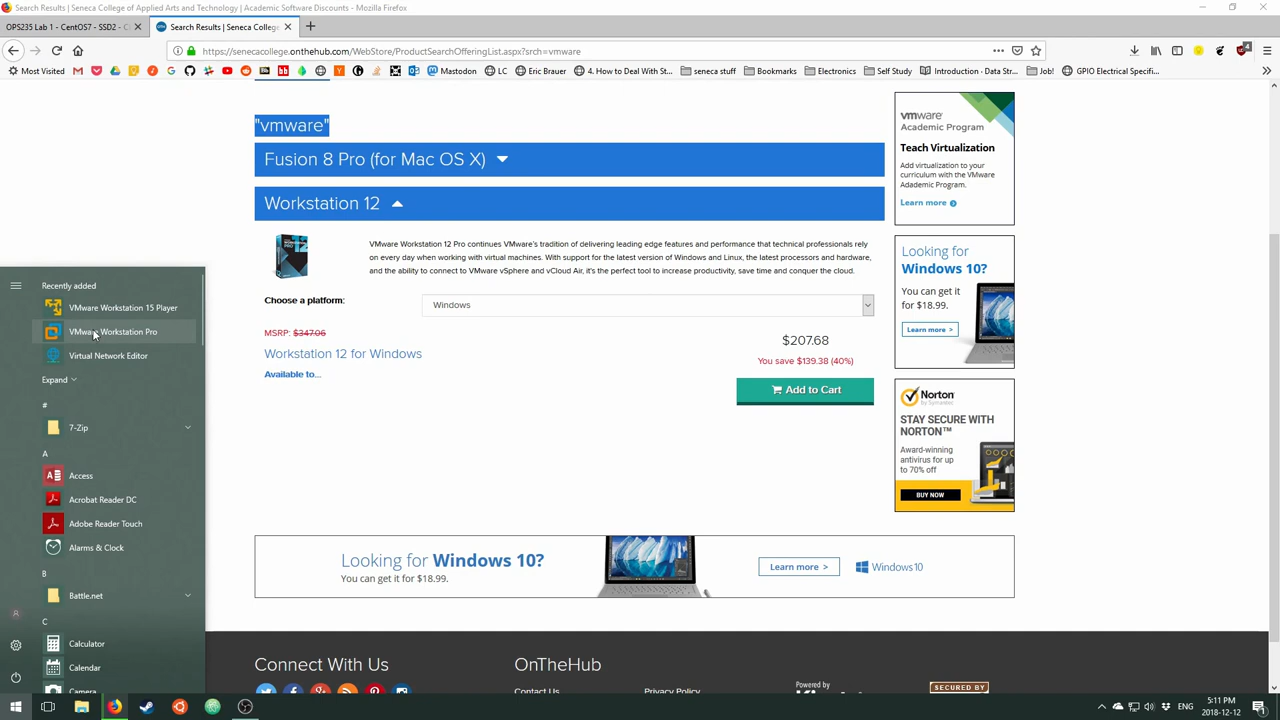 Search Results | Seneca College of Applied Arts and Technology | Academic Software Discounts - Mozilla Firefox
OPS235 Lab 1 - CentOS7 - SSD2 - C
Search Results | Seneca College
https://senecacollege.onthehub.com/WebStore/ProductSearchOfferingList.aspx?srch=vmware
Most Visited
Mastodon
LC
Eric Brauer
4. How to Deal With St...
seneca stuff
Bookmarks
Electronics
Self Study
Introduction - Data Str...
Job!
GPIO Electrical Specifi...
"vmware"
Fusion 8 Pro (for Mac OS X)
Workstation 12
WORKSTATION PRO
12
VMware Workstation 12 Pro continues VMware's tradition of delivering leading edge features and performance that technical professionals rely
on every day when working with virtual machines. With support for the latest version of Windows and Linux, the latest processors and hardware,
and the ability to connect to VMware vSphere and vCloud Air, it's the perfect tool to increase productivity, save time and conquer the cloud.
Choose a platform:
Windows
MSRP: $347.06
Workstation 12 for Windows
Available to...
$207.68
You save $139.38 (40%)
Add to Cart
vmware
Academic Program
Teach Virtualization
Add virtualization to your
curriculum with the VMware
Adademic Program.
Learn more
Looking for
Windows 10?
You can get it
for $18.99.
Learn more >
Norton
by Symantec
STAY SECURE WITH
NORTON™
Award-winning
antivirus for up
to 70% off
BUY NOW
Looking for Windows 10?
You can get it for $18.99.
Learn more >
Windows10
Connect With Us
OnTheHub
Contact Us
Privacy Policy
Powered by
SECURED BY
Recently added
VMware Workstation 15 Player
VMware Workstation Pro
Virtual Network Editor
Expand
#
7-Zip
A
Access
Acrobat Reader DC
Adobe Reader Touch
Alarms & Clock
B
Battle.net
C
Calculator
Calendar
Camera
ENG
5:11 PM
2018-12-12